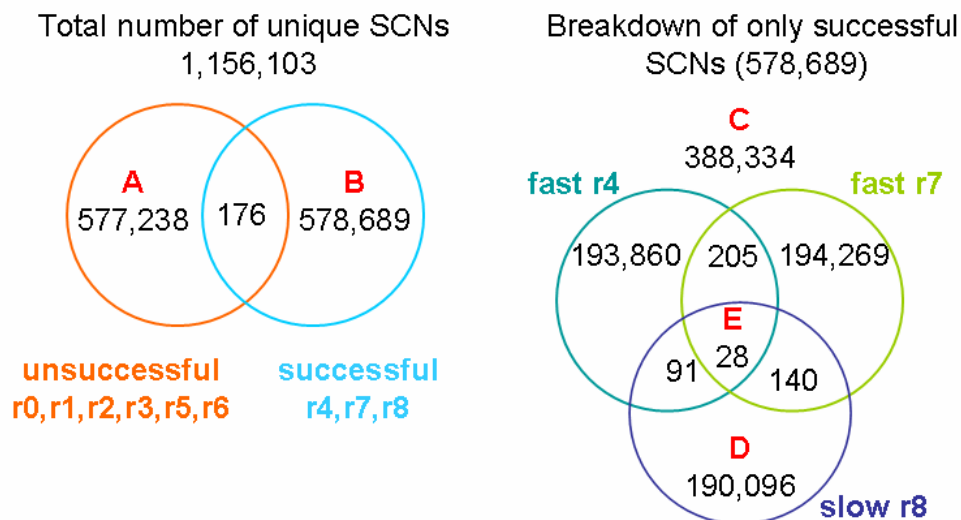 Total number of unique SCNs
1,156,103
A
577,238
176
B
578,689
unsuccessful
r0,r1,r2,r3,r5,r6
successful
r4,r7,r8
Breakdown of only successful
SCNs (578,689)
C
388,334
fast r4
fast r7
193,860
205
194,269
E
91
28
140
D
190,096
slow r8